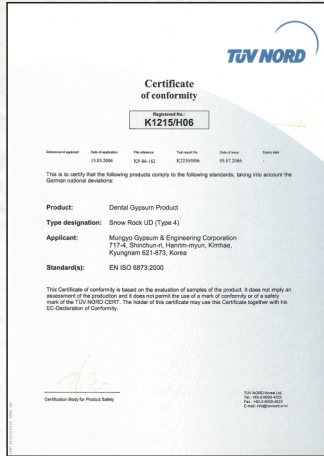 TÜV NORD
Certificate
of conformity
Registered No.:
K1215/H06
Reference of applicant Date of application File reference Test report No. Date of issue Expiry date
15.05.2006 KP-06-162 K2230/H06 05.07.2006 -
This is to certify that the following products comply to the following standards, taking into account the
German national deviations:
Product: Dental Gypsum Product
Type designation: Snow Rock UD (Type 4)
Applicant: Mungyo Gypsum & Engineering Corporation
717-4, Shinchun-ri, Hanrim-myun, Kimhae,
Kyungnam 621-873, Korea
Standard(s): EN ISO 6873:2000
This Certificate of conformity is based on the evaluation of samples of the product. It does not imply an
assessment of the production and it does not permit the use of a mark of conformity or of a safety
mark of the TÜV NORD CERT. The holder of this certificate may use this Certificate together with his
EC-Declaration of Conformity.
Certification Body for Product Safety
TÜV NORD Korea Ltd.